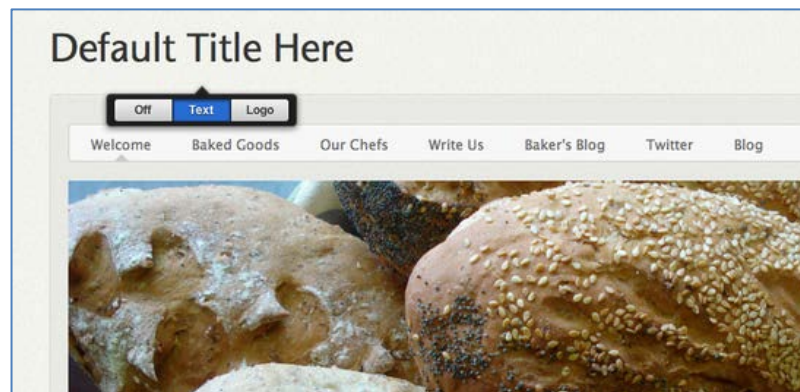 Default Title Here
Off Text Logo
Welcome Baked Goods Our Chefs Write Us Baker's Blog Twitter Blog